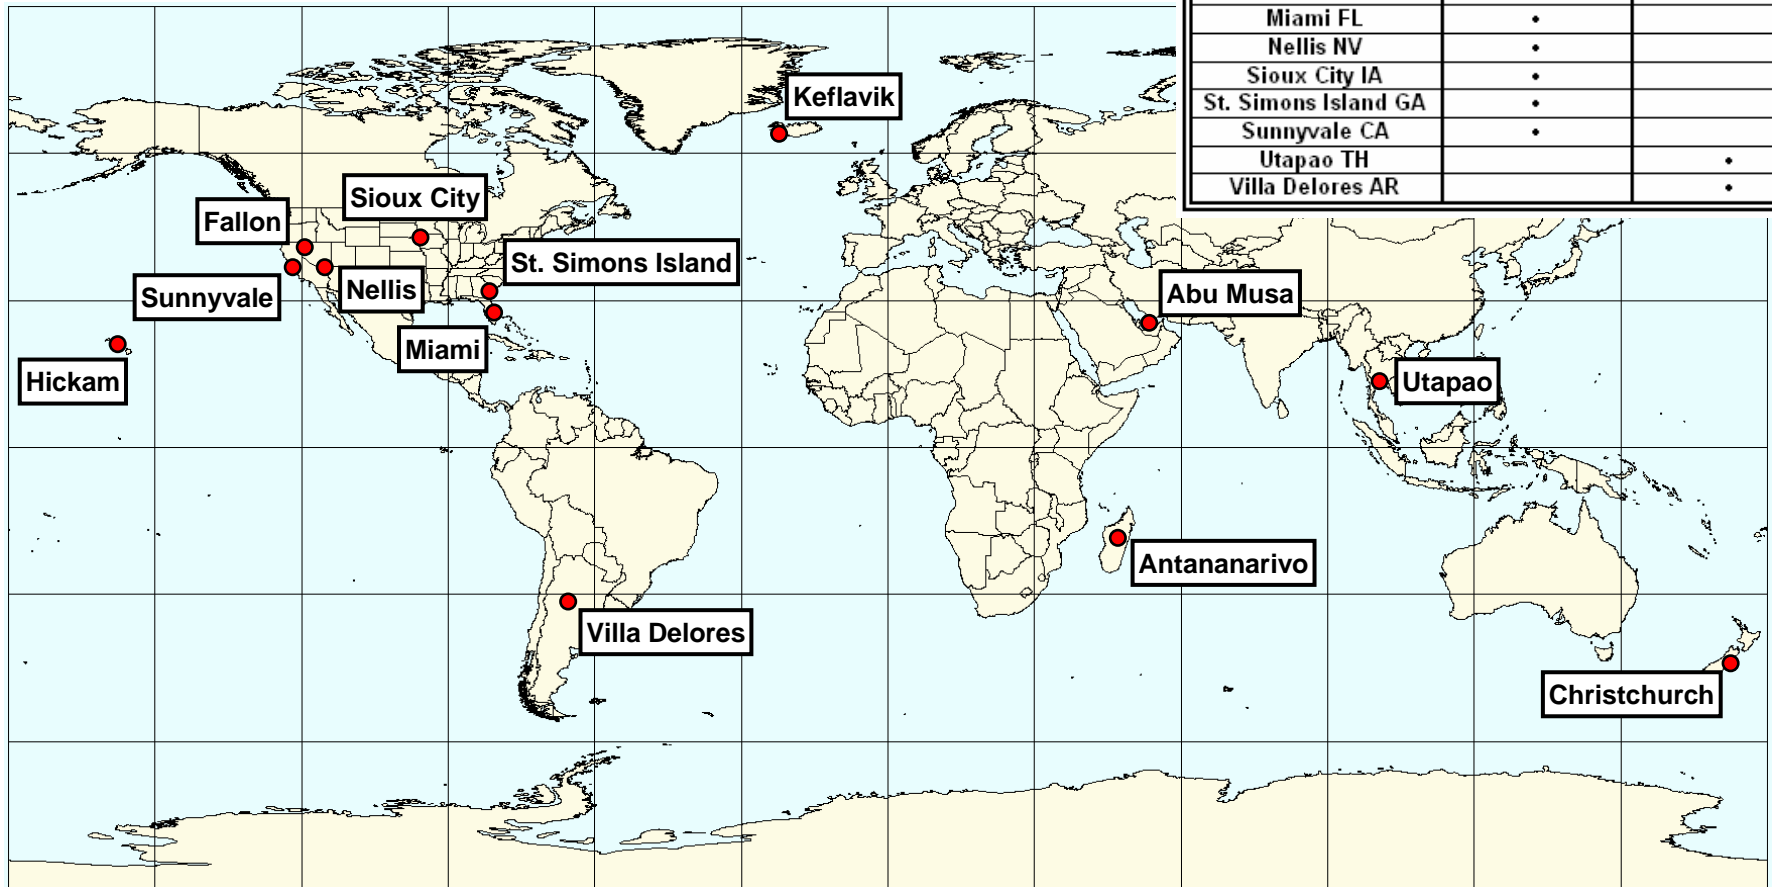 Miami FL •
Nellis NV •
Sioux City IA •
St. Simons Island GA •
Sunnyvale CA •
Utapao TH •
Villa Delores AR •
Keflavik
Sioux City
Fallon
St. Simons Island
Nellis
Sunnyvale
Abu Musa
Miami
Hickam
Utapao
Antananarivo
Villa Delores
Christchurch